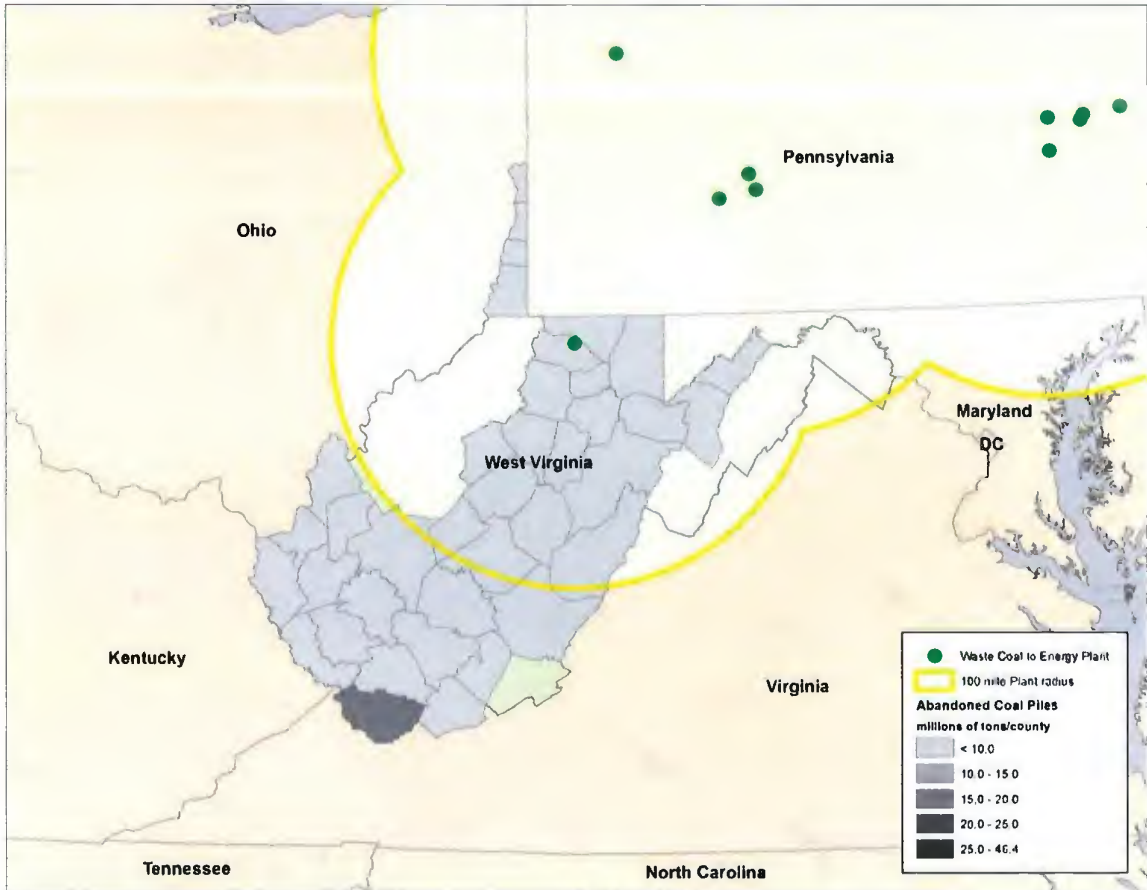 Pennsylvania
Ohio
Maryland
DC
West Virginia
Kentucky
Virginia
Tennessee
North Carolina
Waste Coal to Energy Plant
100 mile Plant radius
Abandoned Coal Piles
millions of tons/county
< 10.0
10.0 - 15.0
15.0 - 20.0
20.0 - 25.0
25.0 - 46.4